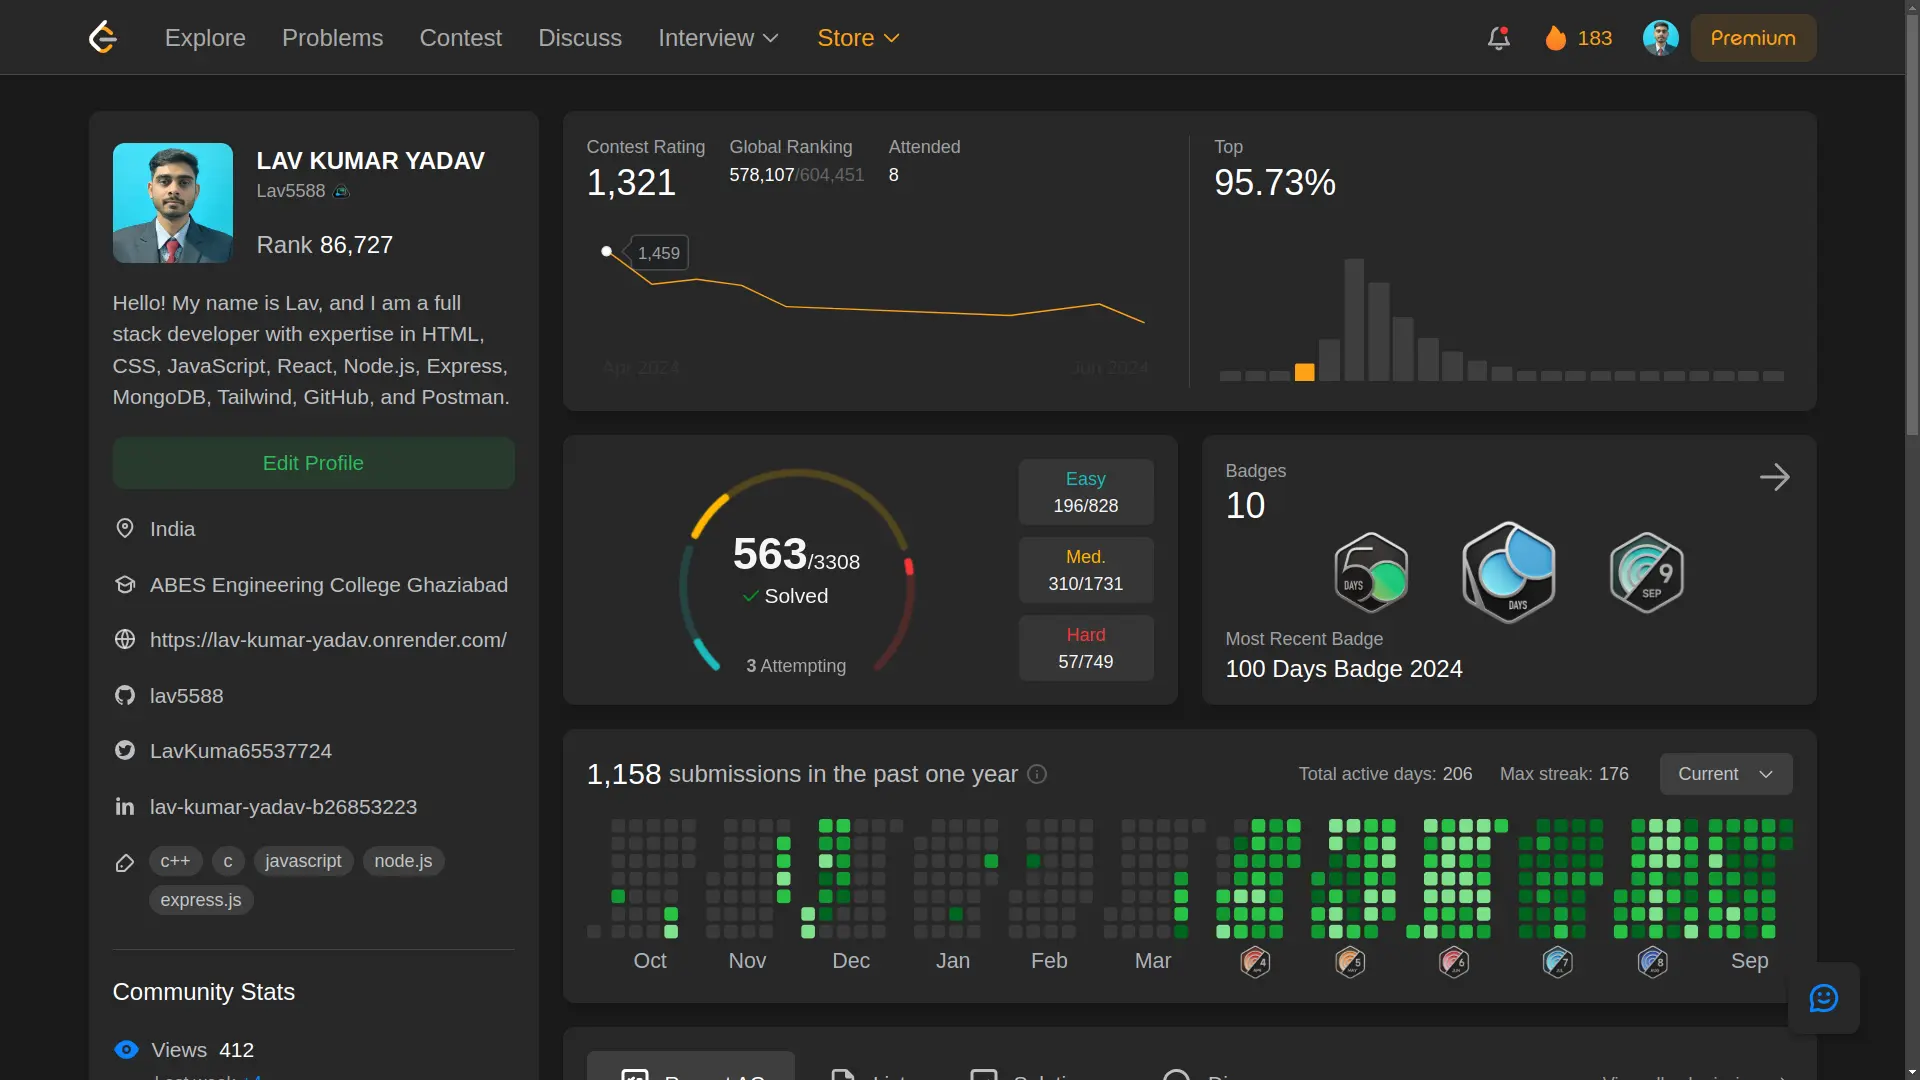 Explore Problems Contest Discuss Interview Store 183 Premium
LAV KUMAR YADAV
Lav5588
Rank 86,727
Hello! My name is Lav, and I am a full
stack developer with expertise in HTML,
CSS, JavaScript, React, Node.js, Express,
MongoDB, Tailwind, GitHub, and Postman.
Edit Profile
India
ABES Engineering College Ghaziabad
https://lav-kumar-yadav.onrender.com/
lav5588
LavKuma65537724
lav-kumar-yadav-b26853223
c++ c javascript node.js
express.js
Community Stats
Views 412
Contest Rating
1,321
Global Ranking
578,107/604,451
Attended
8
1,459
Apr 2024 Jun 2024
Top
95.73%
563/3308
Solved
3 Attempting
Easy
196/828
Med.
310/1731
Hard
57/749
Badges
10
50 DAYS
DAYS
9
SEP
Most Recent Badge
100 Days Badge 2024
1,158 submissions in the past one year
Total active days: 206 Max streak: 176 Current
Oct Nov Dec Jan Feb Mar 4 5 6 7 8 Sep